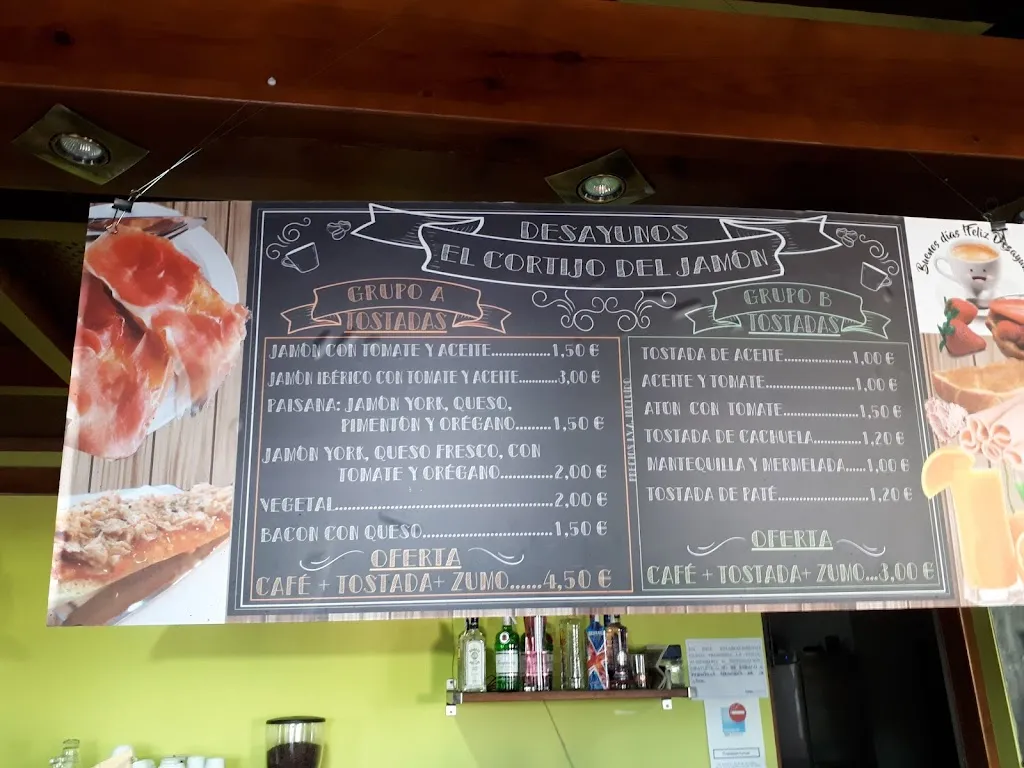 DESAYUNOS
EL CORTIJO DEL JAMÓN
GRUPO A
TOSTADAS
JAMÓN CON TOMATE Y ACEITE...............1,50 €
JAMÓN IBÉRICO CON TOMATE Y ACEITE..........3,00 €
PAISANA: JAMÓN YORK, QUESO,
PIMENTÓN Y ORÉGANO........1,50 €
JAMÓN YORK, QUESO FRESCO, CON
TOMATE Y ORÉGANO............2,00 €
VEGETAL................................................2,00 €
BACON CON QUESO.............................1,50 €
OFERTA
CAFÉ + TOSTADA+ ZUMO......4,50 €
PRECIOS I.V.A. INCLUIDO
GRUPO B
TOSTADAS
TOSTADA DE ACEITE.................1,00 €
ACEITE Y TOMATE......................1,00 €
ATÚN CON TOMATE...................1,50 €
TOSTADA DE CACHUELA............1,20 €
MANTEQUILLA Y MERMELADA.....1,00 €
TOSTADA DE PATÉ.......................1,20 €
OFERTA
CAFÉ + TOSTADA+ ZUMO...3,00 €
Buenos días ¡Feliz